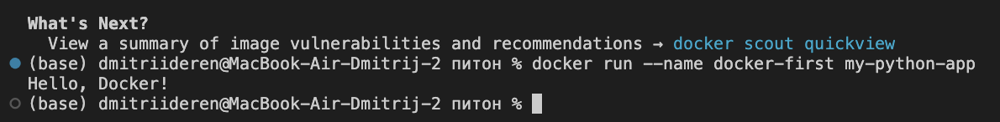 What's Next?
View a summary of image vulnerabilities and recommendations → docker scout quickview
(base) dmitriideren@MacBook-Air-Dmitrij-2 питон % docker run --name docker-first my-python-app
Hello, Docker!
(base) dmitriideren@MacBook-Air-Dmitrij-2 питон %